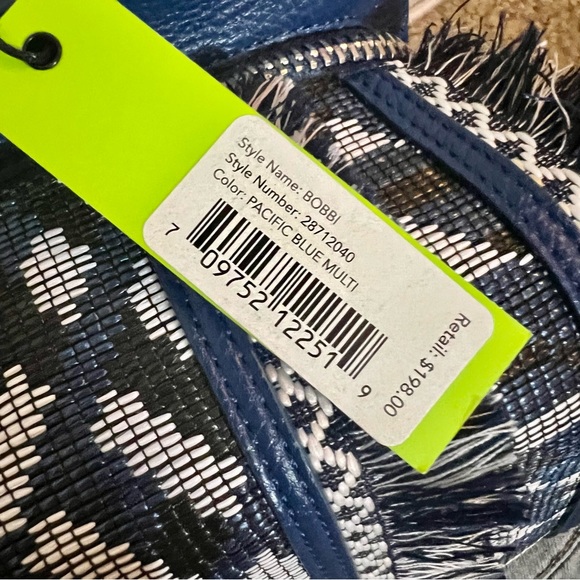 Style Name: BOBBI
Style Number: 28712040
Color: PACIFIC BLUE MULTI
7 09752 12251 9
Retail: $198.00